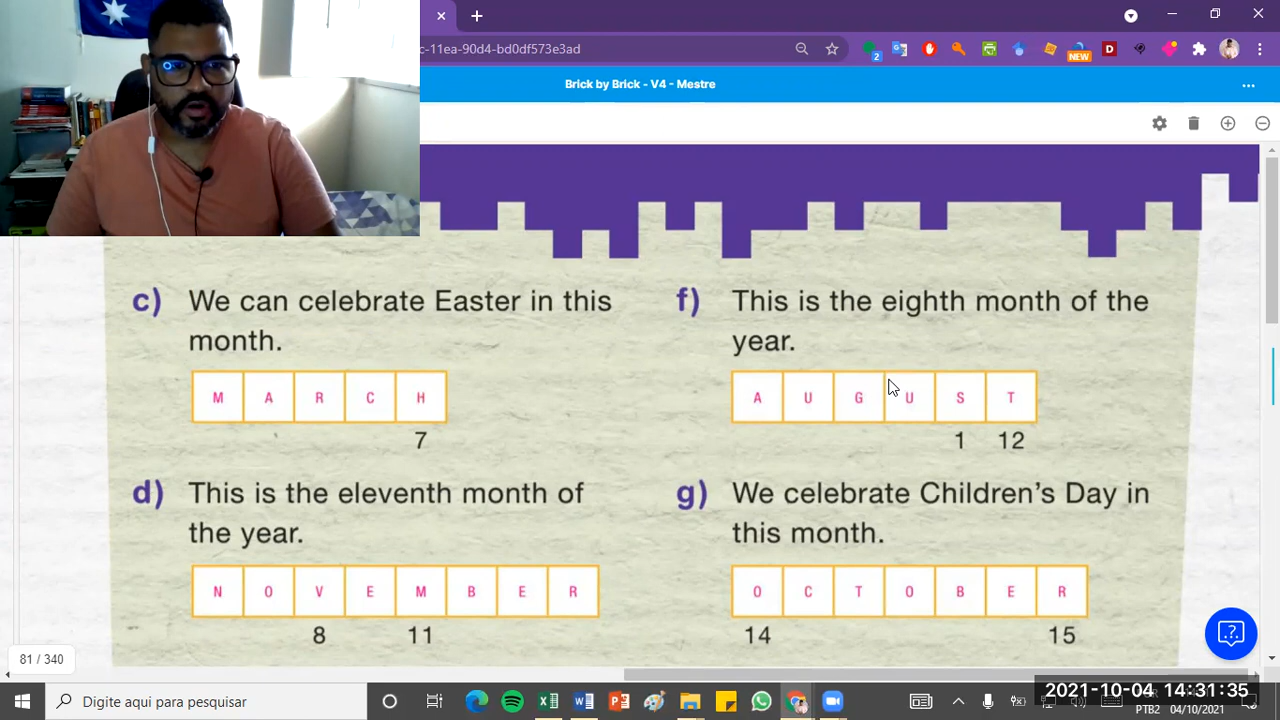 c-11ea-90d4-bd0df573e3ad
2
NEW
D
Brick by Brick - V4 - Mestre
c) We can celebrate Easter in this
month.
M A R C H
7
f) This is the eighth month of the
year.
A U G U S T
1 12
d) This is the eleventh month of
the year.
N O V E M B E R
8 11
g) We celebrate Children's Day in
this month.
O C T O B E R
14 15
81 / 340
Digite aqui para pesquisar
2021-10-04 14:31:35
PTB2 04/10/2021